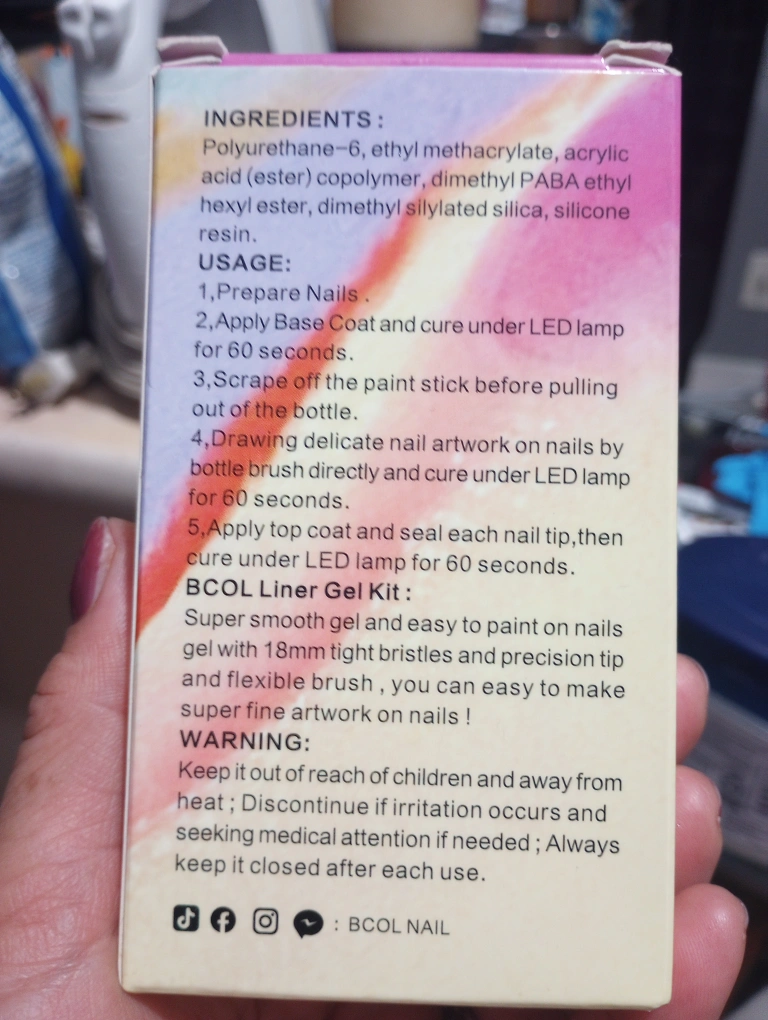 INGREDIENTS :
Polyurethane-6, ethyl methacrylate, acrylic
acid (ester) copolymer, dimethyl PABA ethyl
hexyl ester, dimethyl silylated silica, silicone
resin.
USAGE:
1,Prepare Nails .
2,Apply Base Coat and cure under LED lamp
for 60 seconds.
3,Scrape off the paint stick before pulling
out of the bottle.
4,Drawing delicate nail artwork on nails by
bottle brush directly and cure under LED lamp
for 60 seconds.
5,Apply top coat and seal each nail tip,then
cure under LED lamp for 60 seconds.
BCOL Liner Gel Kit :
Super smooth gel and easy to paint on nails
gel with 18mm tight bristles and precision tip
and flexible brush , you can easy to make
super fine artwork on nails !
WARNING:
Keep it out of reach of children and away from
heat ; Discontinue if irritation occurs and
seeking medical attention if needed ; Always
keep it closed after each use.
: BCOL NAIL